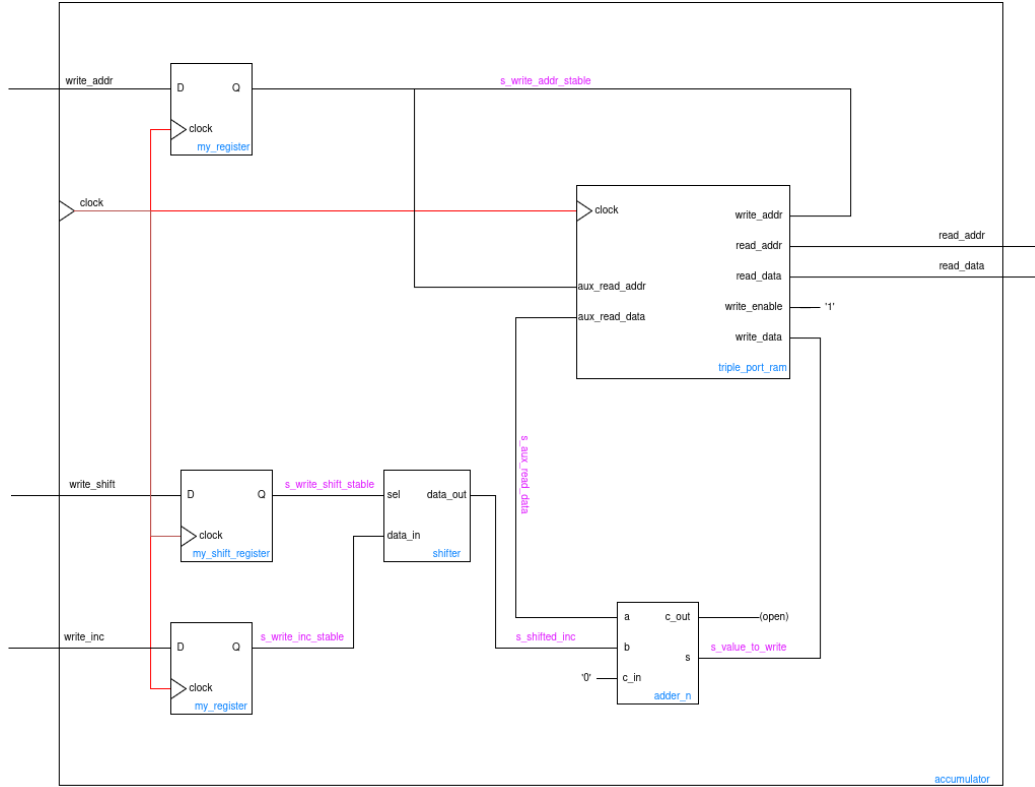 write_addr
D
Q
s_write_addr_stable
clock
my_register
clock
clock
write_addr
read_addr
read_addr
read_data
read_data
aux_read_addr
write_enable
'1'
aux_read_data
write_data
triple_port_ram
s_aux_read_data
write_shift
D
Q
s_write_shift_stable
sel
data_out
clock
data_in
my_shift_register
shifter
write_inc
D
Q
s_write_inc_stable
s_shifted_inc
a
c_out
(open)
b
s
s_value_to_write
'0'
c_in
adder_n
clock
my_register
accumulator